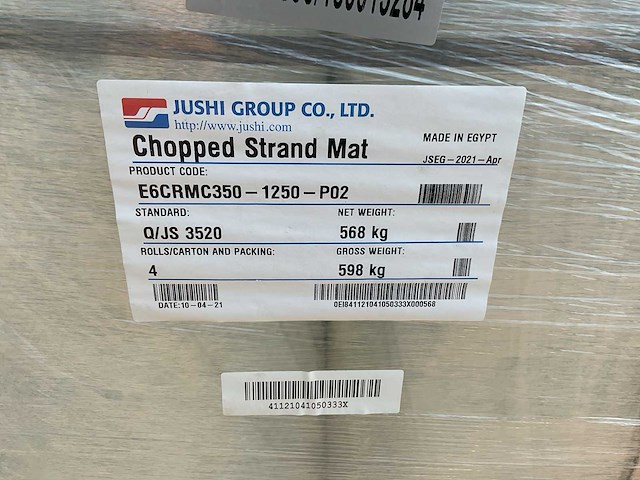 JUSHI GROUP CO., LTD.
http://www.jushi.com
Chopped Strand Mat
MADE IN EGYPT
JSEG-2021-Apr
PRODUCT CODE:
E6CRMC350-1250-P02
STANDARD:
NET WEIGHT:
Q/JS 3520
568 kg
ROLLS/CARTON AND PACKING:
GROSS WEIGHT:
4
598 kg
DATE:10-04-21
0EI841121041050333X000568
41121041050333X